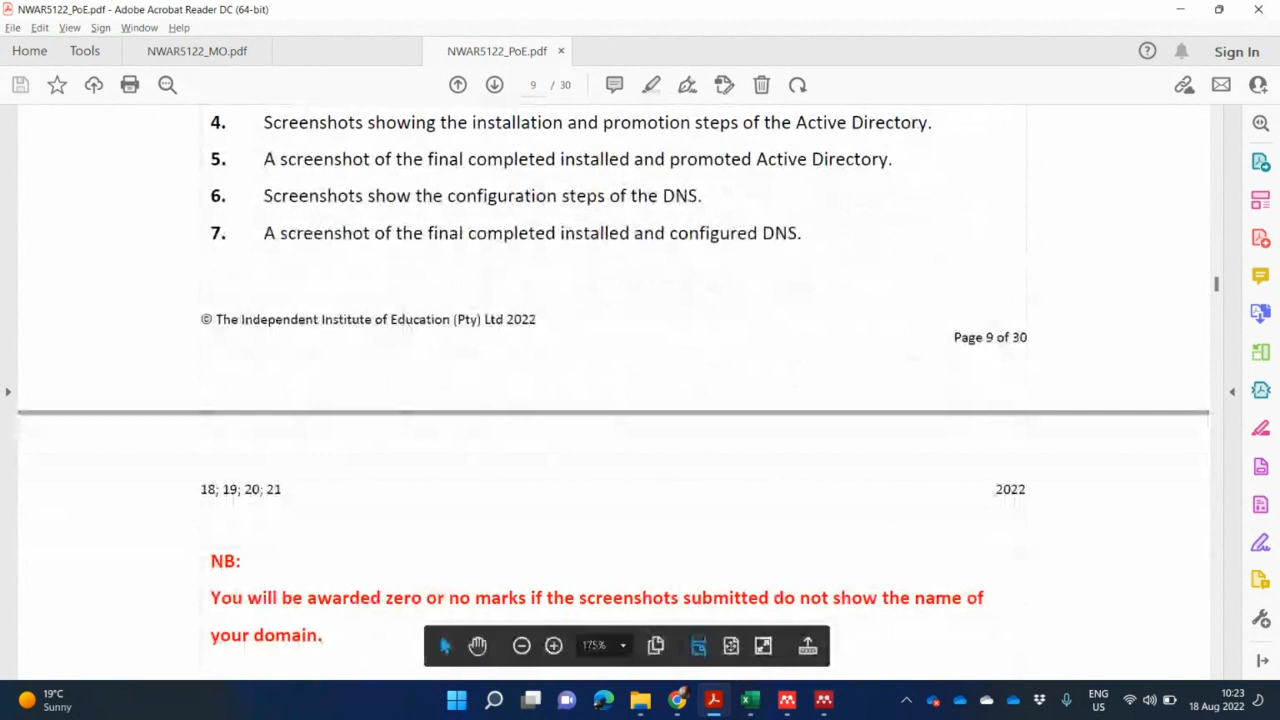 NWAR5122_PoE.pdf - Adobe Acrobat Reader DC (64-bit)
File Edit View Sign Window Help
Home Tools NWAR5122_MO.pdf NWAR5122_PoE.pdf × Sign In
9 / 30
4. Screenshots showing the installation and promotion steps of the Active Directory.
5. A screenshot of the final completed installed and promoted Active Directory.
6. Screenshots show the configuration steps of the DNS.
7. A screenshot of the final completed installed and configured DNS.
© The Independent Institute of Education (Pty) Ltd 2022
Page 9 of 30
18; 19; 20; 21 2022
NB:
You will be awarded zero or no marks if the screenshots submitted do not show the name of
your domain.
175%
19°C
Sunny
ENG
US
10:23
18 Aug 2022